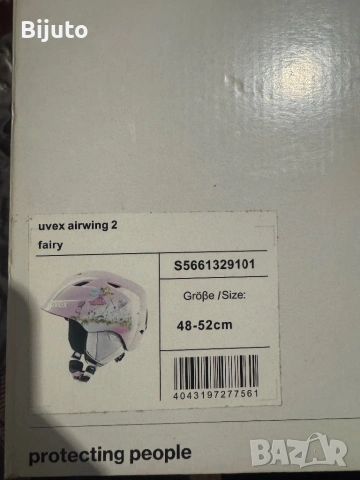 Bijuto
uvex airwing 2
fairy
S5661329101
Größe /Size:
48-52cm
4043197277561
protecting people
BAZAR